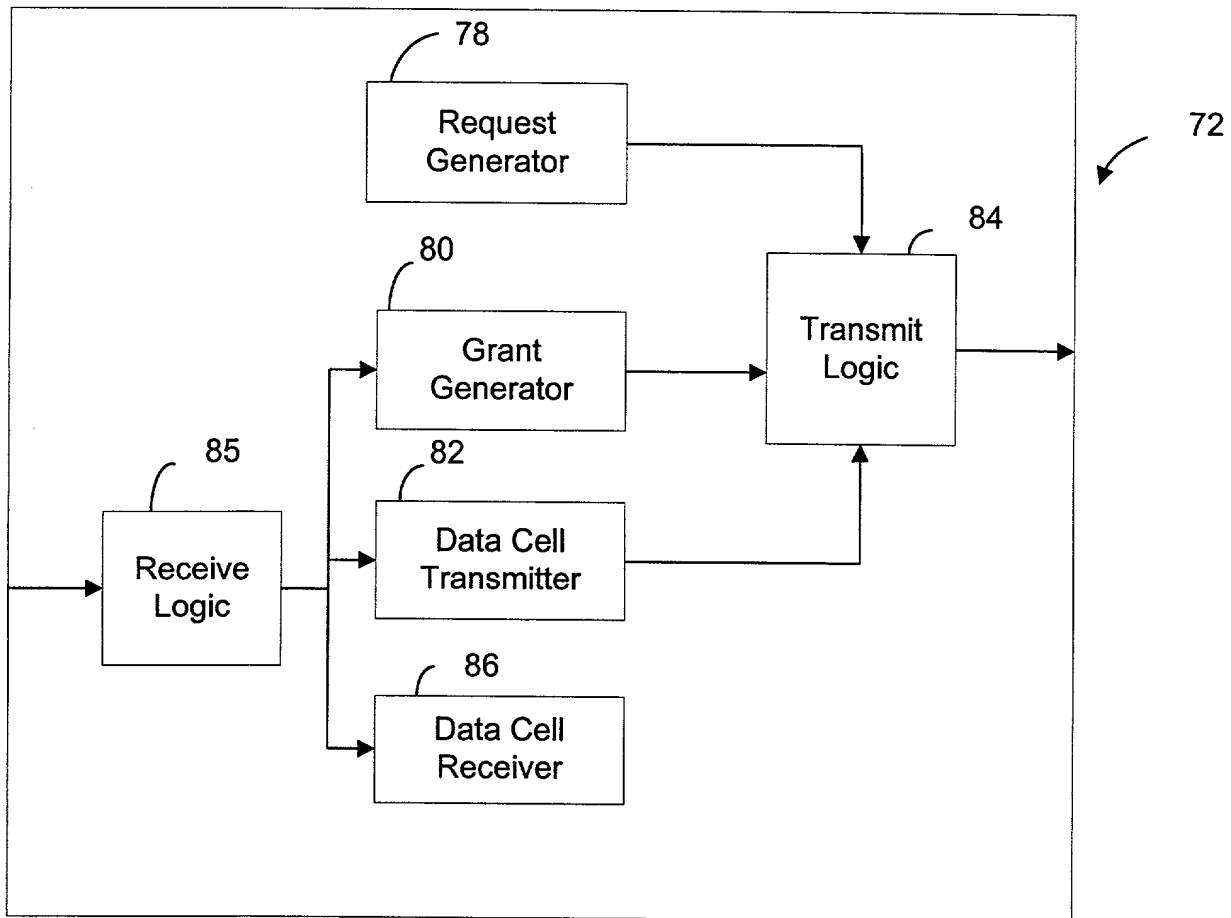 78
Request
Generator
72
84
80
Grant
Generator
Transmit
Logic
85
82
Receive
Logic
Data Cell
Transmitter
86
Data Cell
Receiver